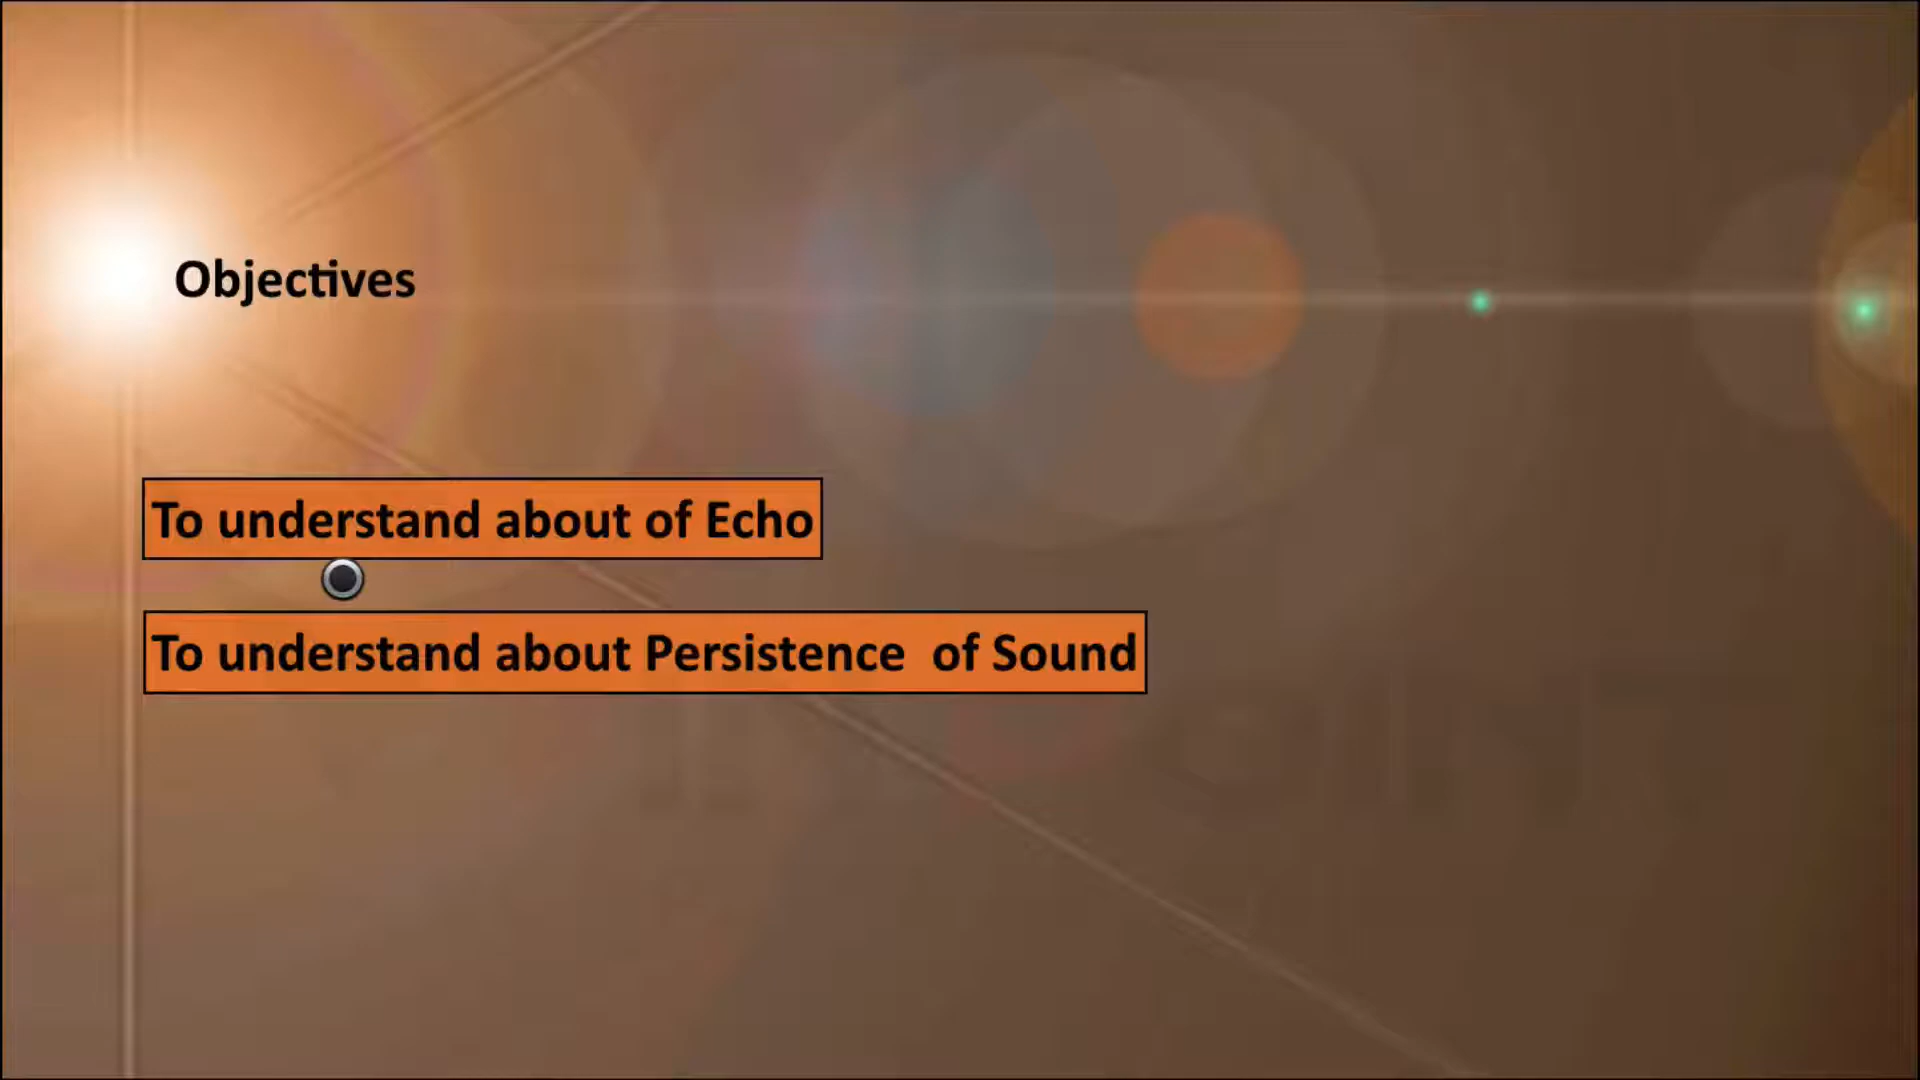 Objectives
To understand about of Echo
To understand about Persistence  of Sound